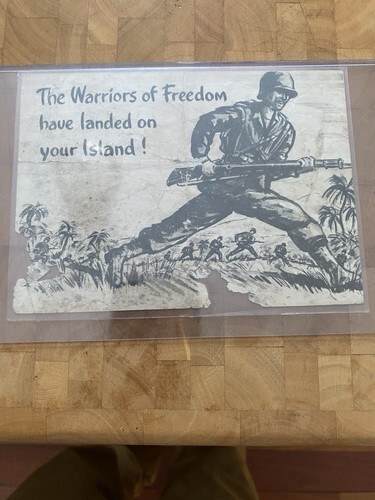 The Warriors of Freedom
have landed on
your Island !